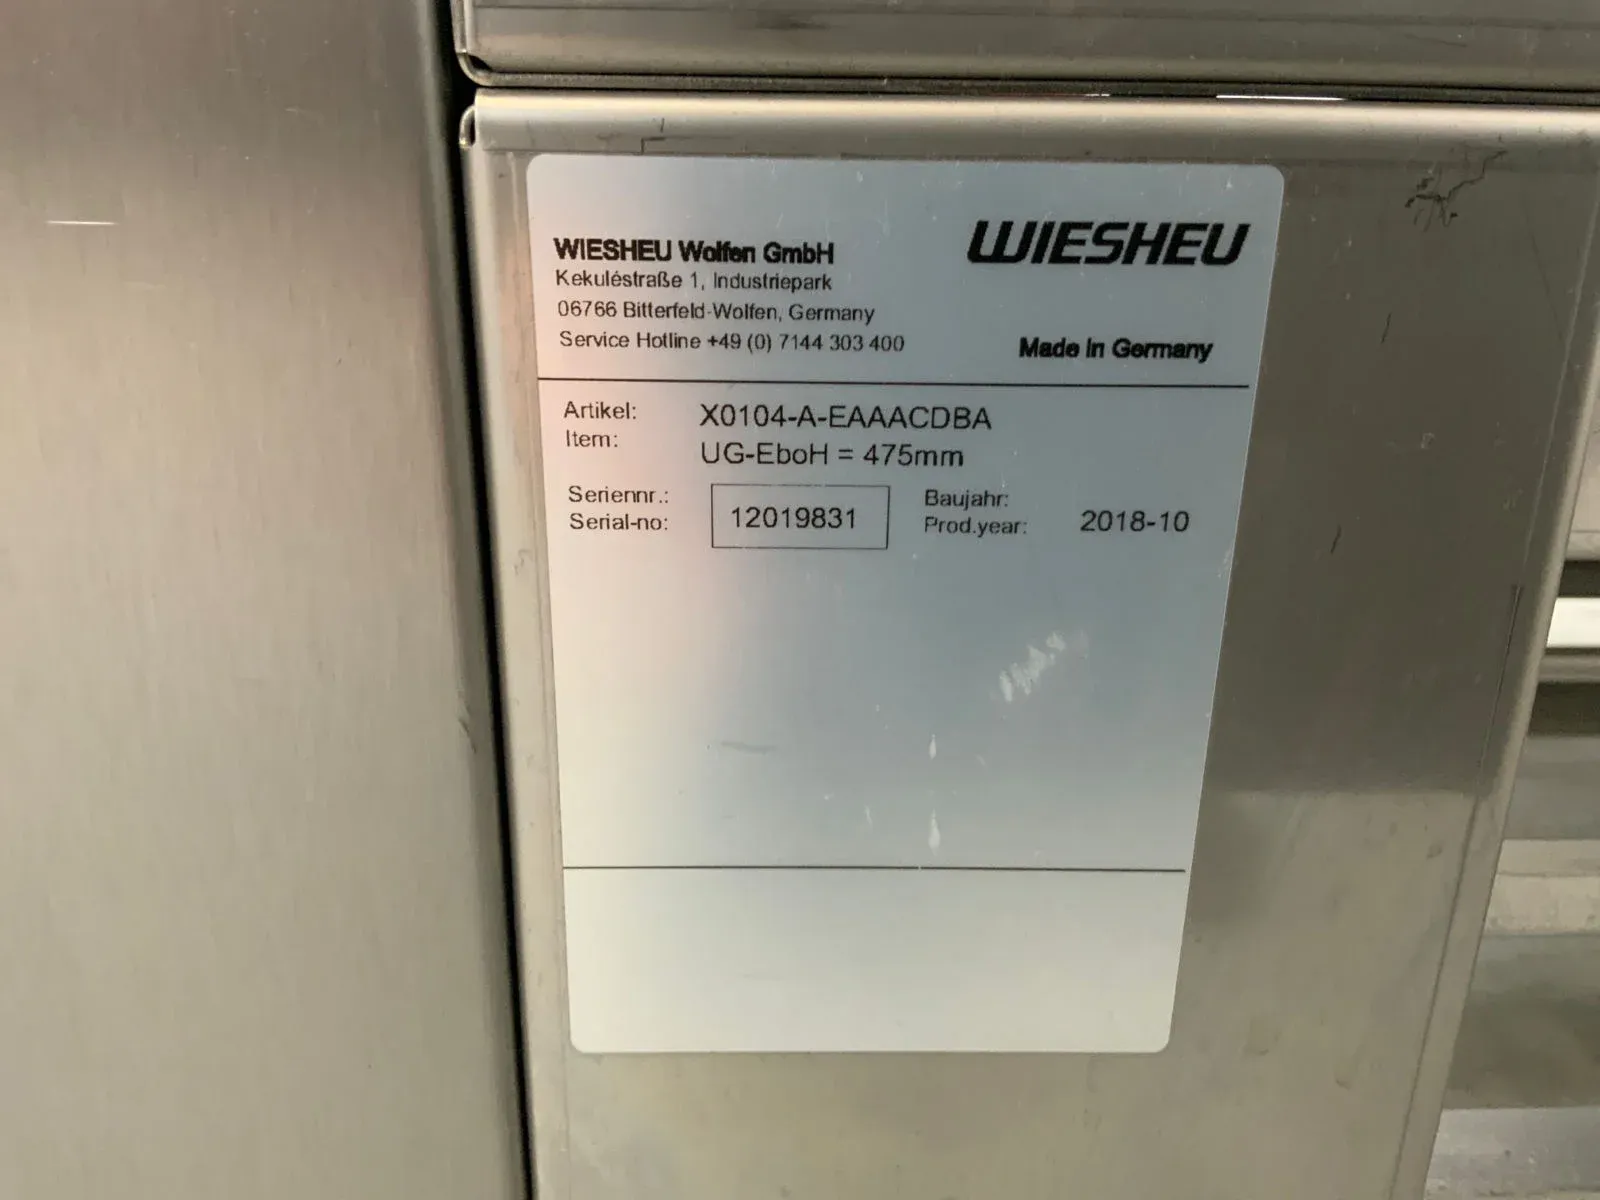 WIESHEU Wolfen GmbH
Kekuléstraße 1, Industriepark
06766 Bitterfeld-Wolfen, Germany
Service Hotline +49 (0) 7144 303 400
WIESHEU
Made in Germany
Artikel: X0104-A-EAAACDBA
Item: UG-EboH = 475mm
Seriennr.:
Serial-no: 12019831
Baujahr:
Prod.year: 2018-10